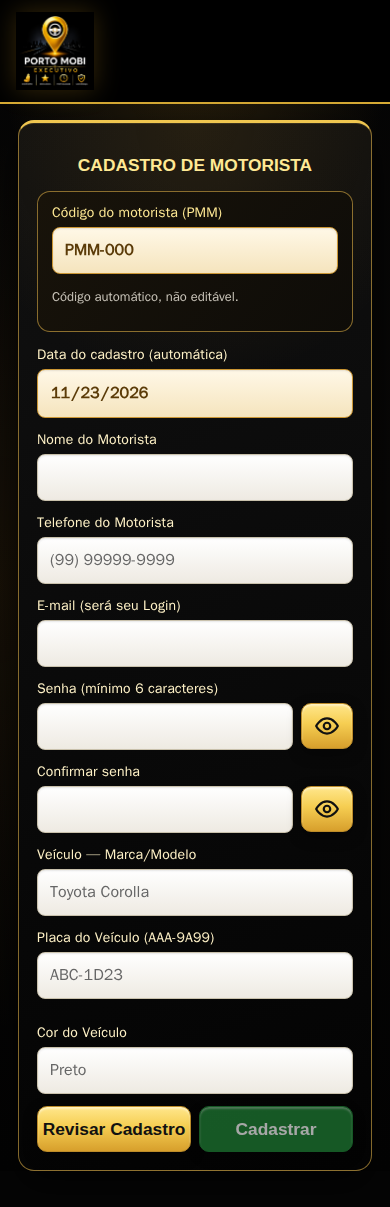 PORTO MOBI
EXECUTIVO
CADASTRO DE MOTORISTA
Código do motorista (PMM)
PMM-000
Código automático, não editável.
Data do cadastro (automática)
11/23/2026
Nome do Motorista
Telefone do Motorista
(99) 99999-9999
E-mail (será seu Login)
Senha (mínimo 6 caracteres)
Confirmar senha
Veículo — Marca/Modelo
Toyota Corolla
Placa do Veículo (AAA-9A99)
ABC-1D23
Cor do Veículo
Preto
Revisar Cadastro
Cadastrar